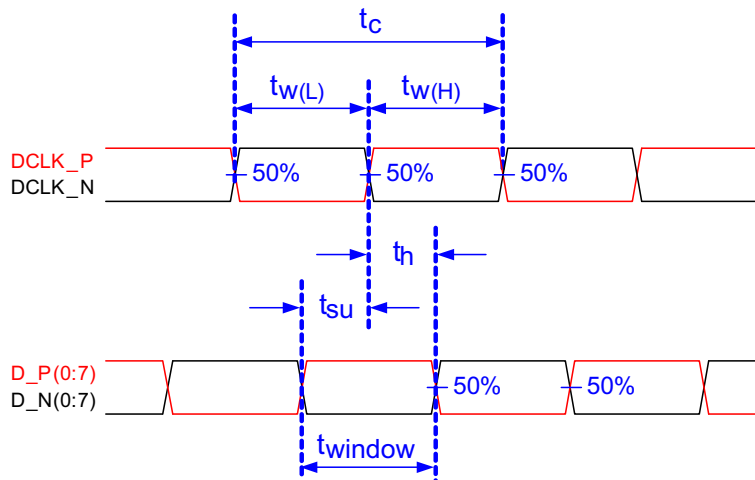 tc
tw(L) tw(H)
DCLK_P
DCLK_N
50% 50% 50%
th
tsu
D_P(0:7)
D_N(0:7)
50% 50%
twindow